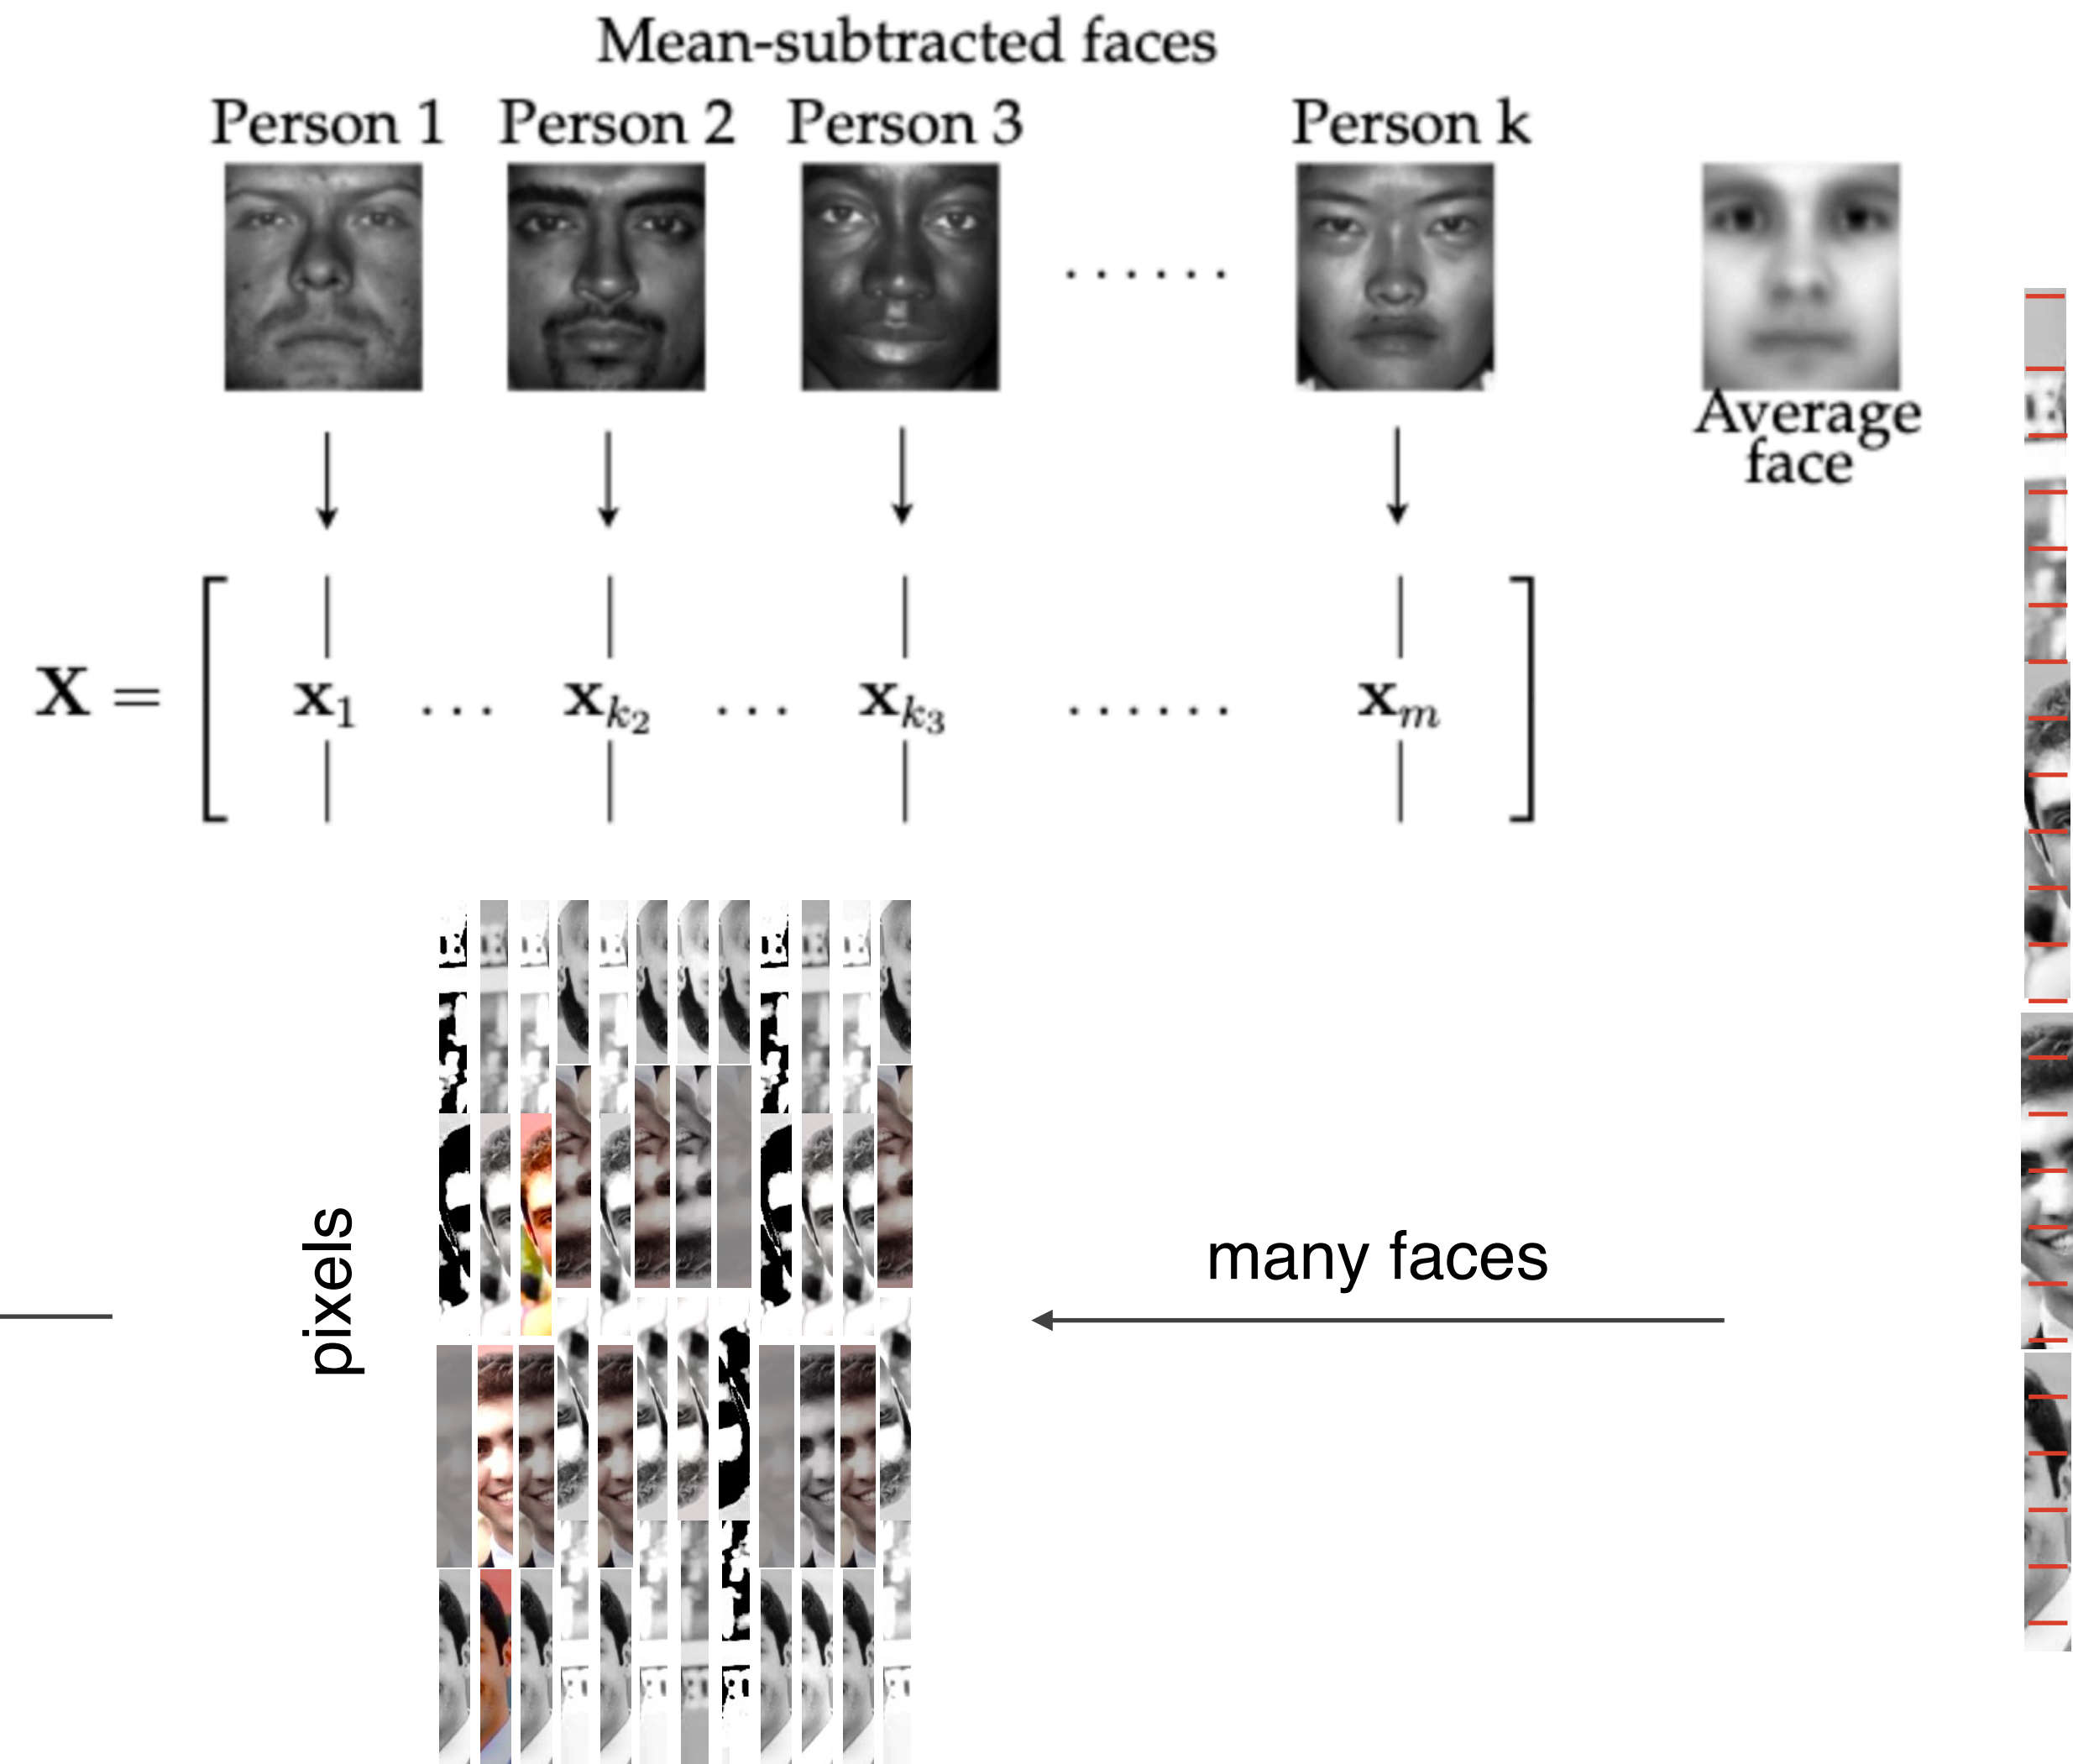 Mean-subtracted faces
Person 1 Person 2 Person 3 Person k
. . . . . .
Average
face
X = [ x₁ . . . xₖ₂ . . . xₖ₃ . . . . . . xₘ ]
pixels
many faces